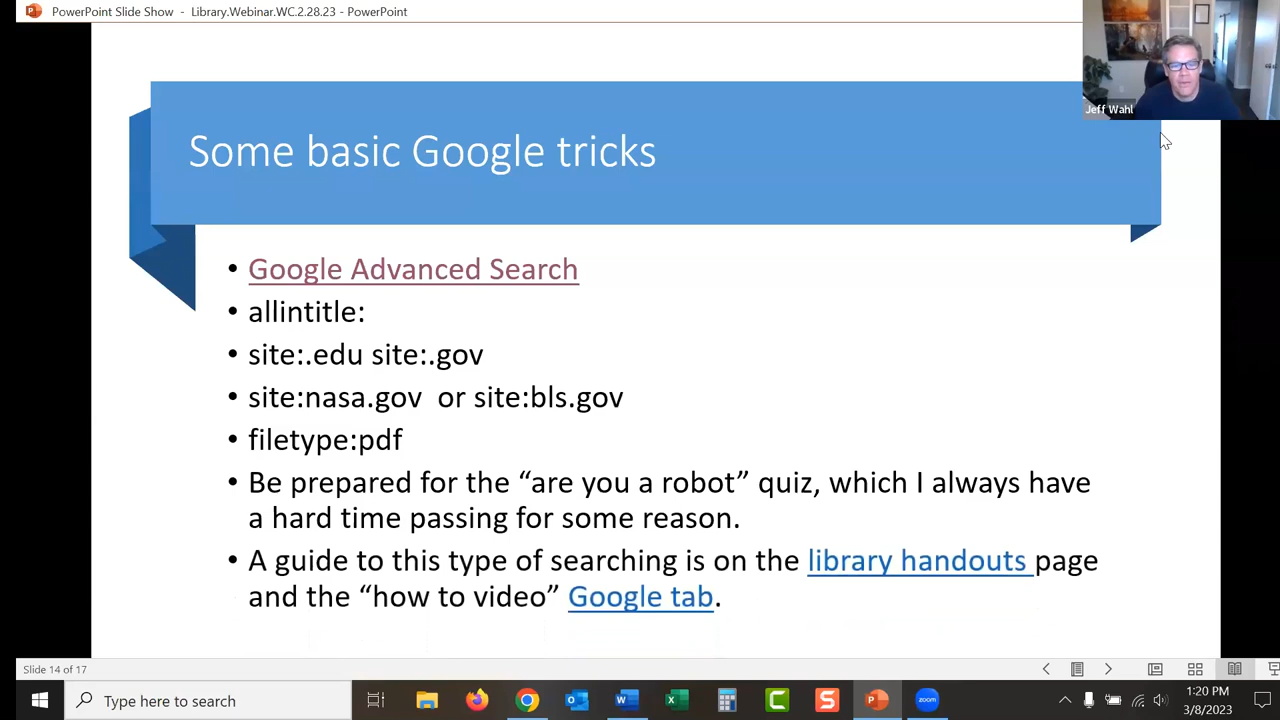 PowerPoint Slide Show - Library.Webinar.WC.2.28.23 - PowerPoint
Jeff Wahl
Some basic Google tricks
• Google Advanced Search
• allintitle:
• site:.edu site:.gov
• site:nasa.gov or site:bls.gov
• filetype:pdf
• Be prepared for the “are you a robot” quiz, which I always have
a hard time passing for some reason.
• A guide to this type of searching is on the library handouts page
and the “how to video” Google tab.
Slide 14 of 17
Type here to search
1:20 PM
3/8/2023